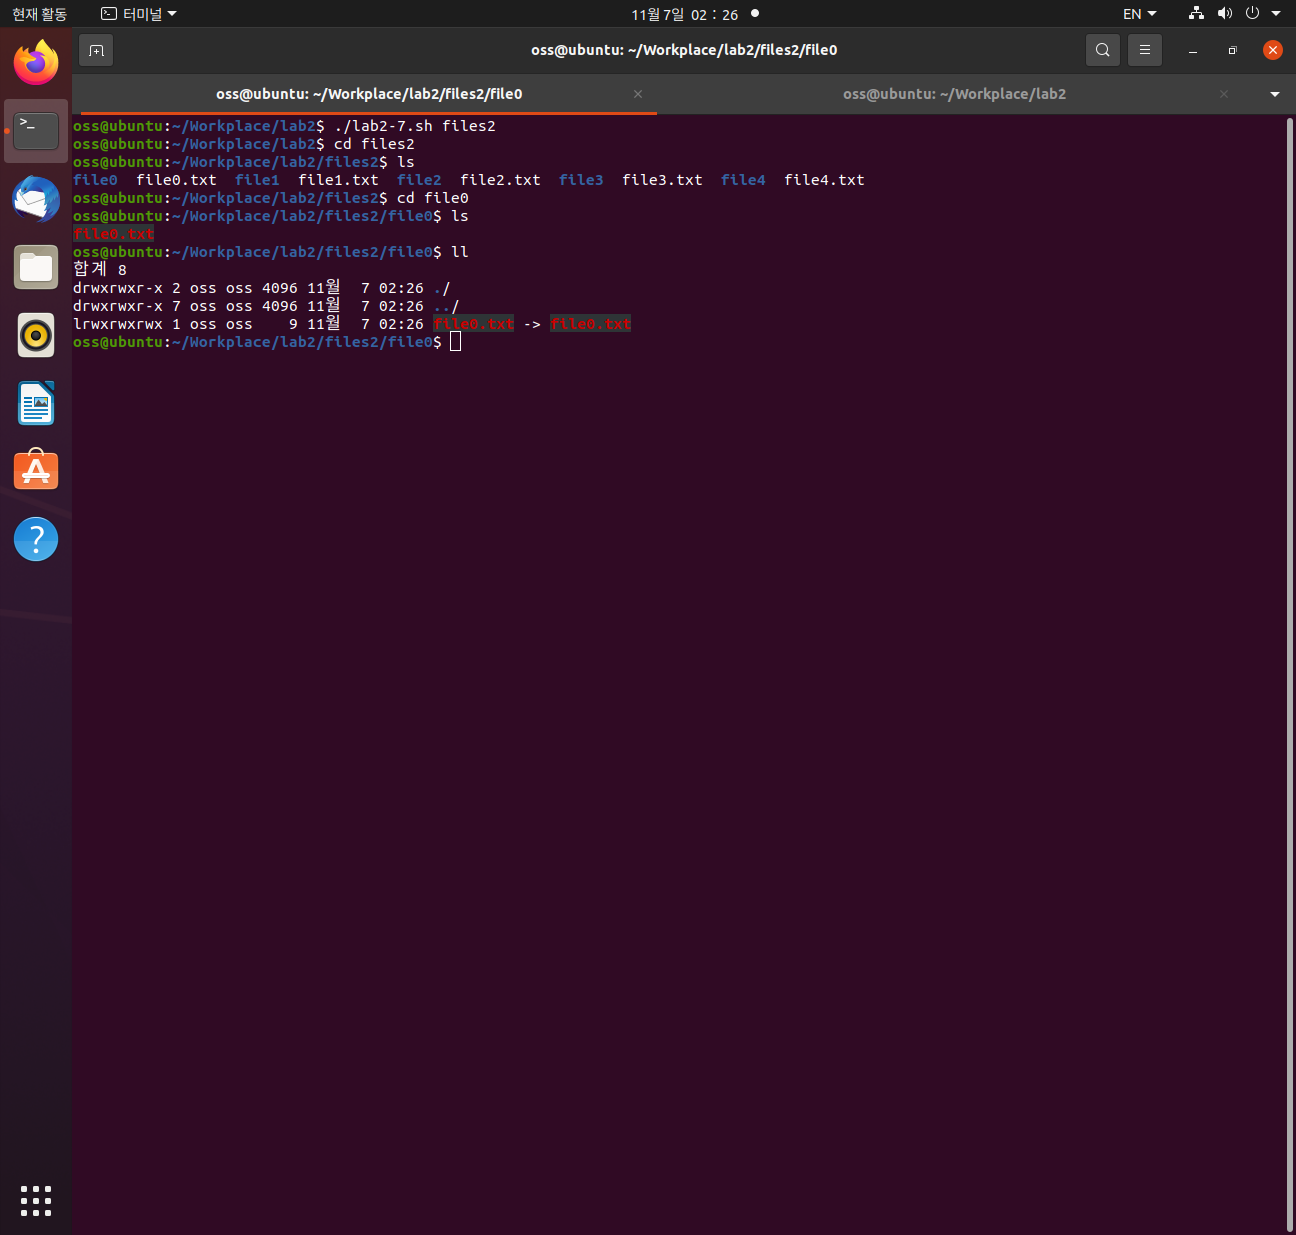 현재 활동 터미널 11월 7일 02 : 26 EN
oss@ubuntu: ~/Workplace/lab2/files2/file0
oss@ubuntu: ~/Workplace/lab2/files2/file0 oss@ubuntu: ~/Workplace/lab2
oss@ubuntu:~/Workplace/lab2$ ./lab2-7.sh files2
oss@ubuntu:~/Workplace/lab2$ cd files2
oss@ubuntu:~/Workplace/lab2/files2$ ls
file0  file0.txt  file1  file1.txt  file2  file2.txt  file3  file3.txt  file4  file4.txt
oss@ubuntu:~/Workplace/lab2/files2$ cd file0
oss@ubuntu:~/Workplace/lab2/files2/file0$ ls
file0.txt
oss@ubuntu:~/Workplace/lab2/files2/file0$ ll
합계 8
drwxrwxr-x 2 oss oss 4096 11월  7 02:26 ./
drwxrwxr-x 7 oss oss 4096 11월  7 02:26 ../
lrwxrwxrwx 1 oss oss    9 11월  7 02:26 file0.txt -> file0.txt
oss@ubuntu:~/Workplace/lab2/files2/file0$